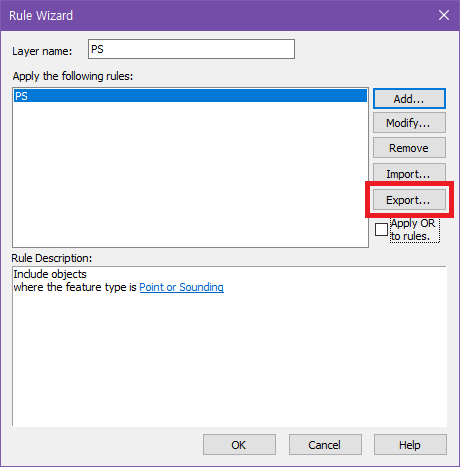 Rule Wizard
Layer name: PS
Apply the following rules:
PS
Add...
Modify...
Remove
Import...
Export...
Apply OR
to rules.
Rule Description:
Include objects
where the feature type is Point or Sounding
OK Cancel Help